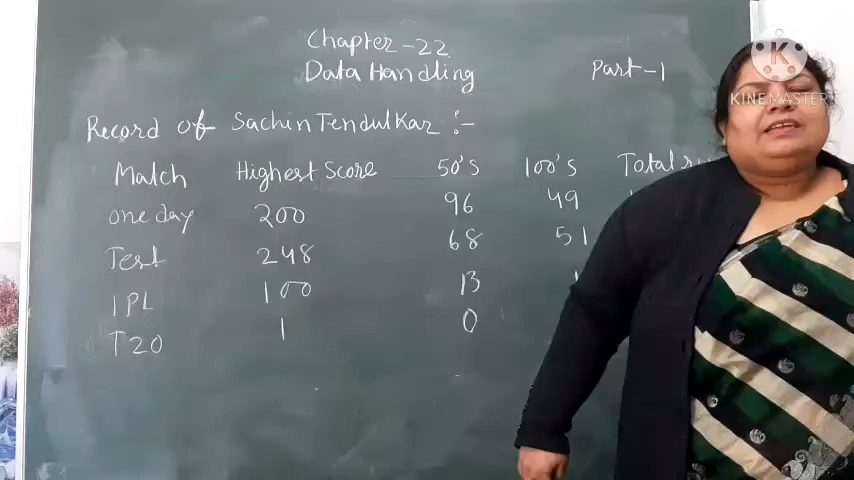 Chapter-22
Data Handling
Part-1
K
KINEMASTER
Record of Sachin Tendulkar :-
Match Highest Score 50's 100's Total
one day 200 96 49
Test 248 68 51
IPL 100 13
T20 1 0